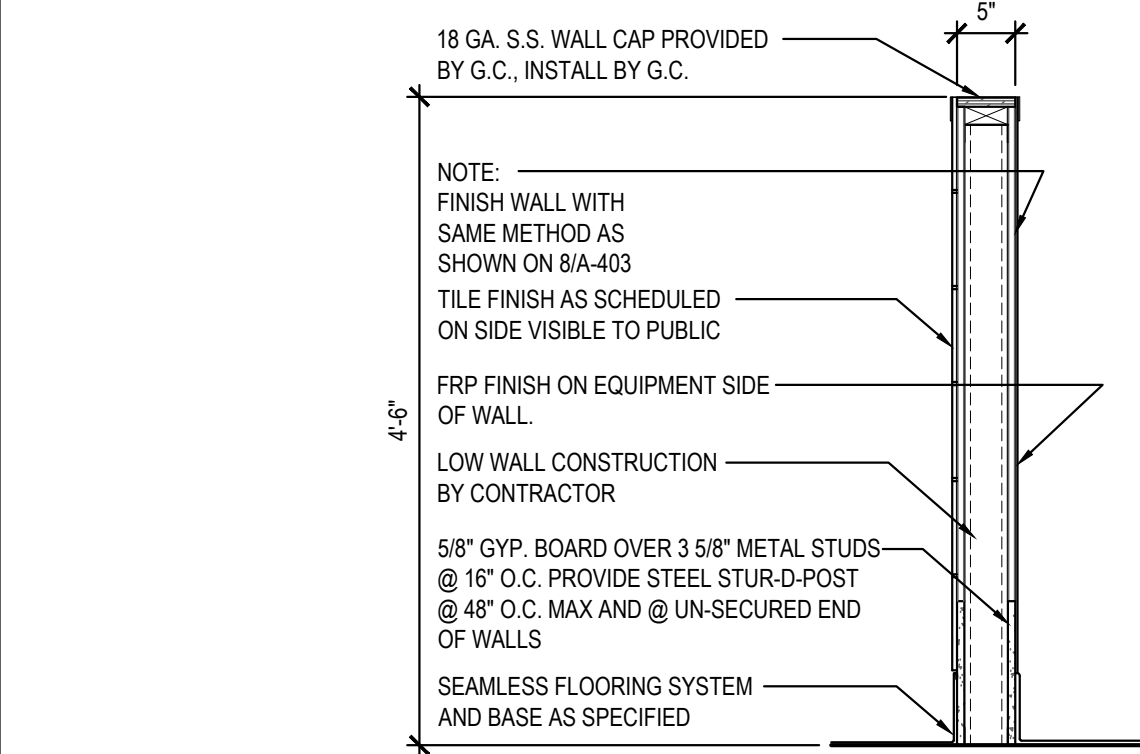 5"
18 GA. S.S. WALL CAP PROVIDED
BY G.C., INSTALL BY G.C.
NOTE:
FINISH WALL WITH
SAME METHOD AS
SHOWN ON 8/A-403
TILE FINISH AS SCHEDULED
ON SIDE VISIBLE TO PUBLIC
4'-6"
FRP FINISH ON EQUIPMENT SIDE
OF WALL.
LOW WALL CONSTRUCTION
BY CONTRACTOR
5/8" GYP. BOARD OVER 3 5/8" METAL STUDS
@ 16" O.C. PROVIDE STEEL STUR-D-POST
@ 48" O.C. MAX AND @ UN-SECURED END
OF WALLS
SEAMLESS FLOORING SYSTEM
AND BASE AS SPECIFIED